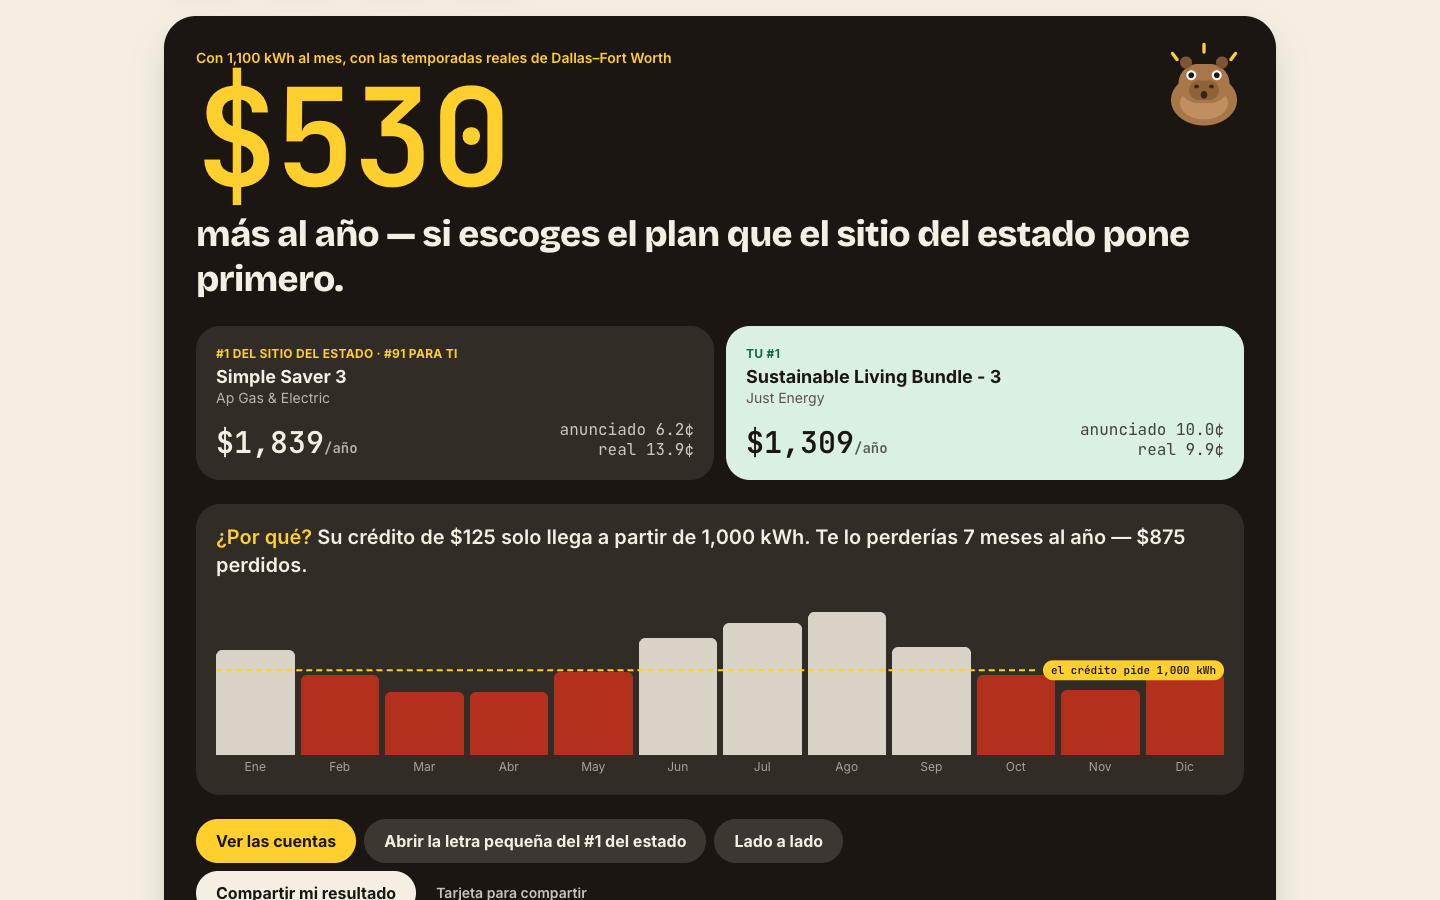 Con 1,100 kWh al mes, con las temporadas reales de Dallas–Fort Worth
$530
más al año — si escoges el plan que el sitio del estado pone
primero.
#1 DEL SITIO DEL ESTADO · #91 PARA TI
Simple Saver 3
Ap Gas & Electric
$1,839/año
anunciado 6.2¢
real 13.9¢
TU #1
Sustainable Living Bundle - 3
Just Energy
$1,309/año
anunciado 10.0¢
real 9.9¢
¿Por qué? Su crédito de $125 solo llega a partir de 1,000 kWh. Te lo perderías 7 meses al año — $875
perdidos.
el crédito pide 1,000 kWh
Ene Feb Mar Abr May Jun Jul Ago Sep Oct Nov Dic
Ver las cuentas
Abrir la letra pequeña del #1 del estado
Lado a lado
Compartir mi resultado
Tarjeta para compartir